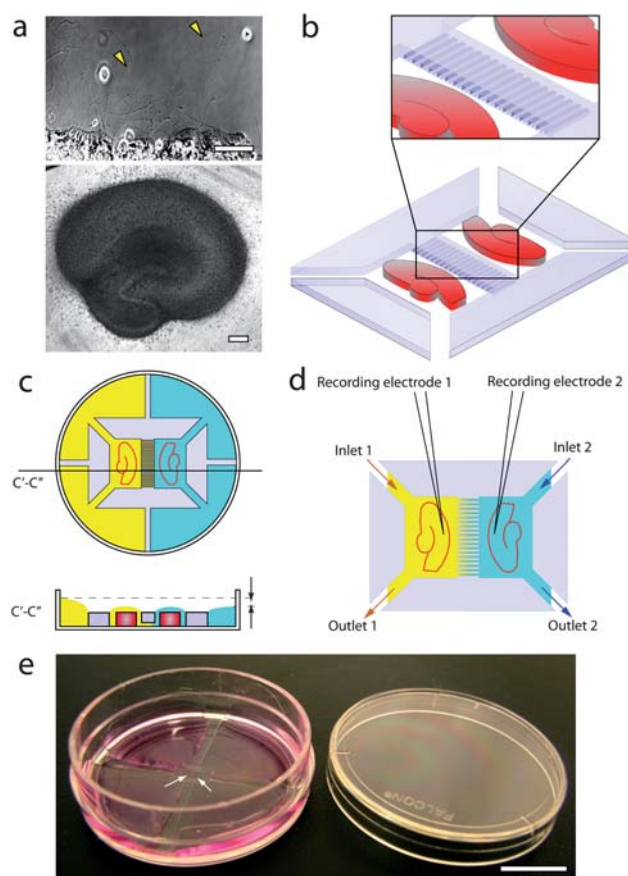 a
b
c
C'-C"
C'-C"
d
Recording electrode 1
Recording electrode 2
Inlet 1
Inlet 2
Outlet 1
Outlet 2
e
FALCON®